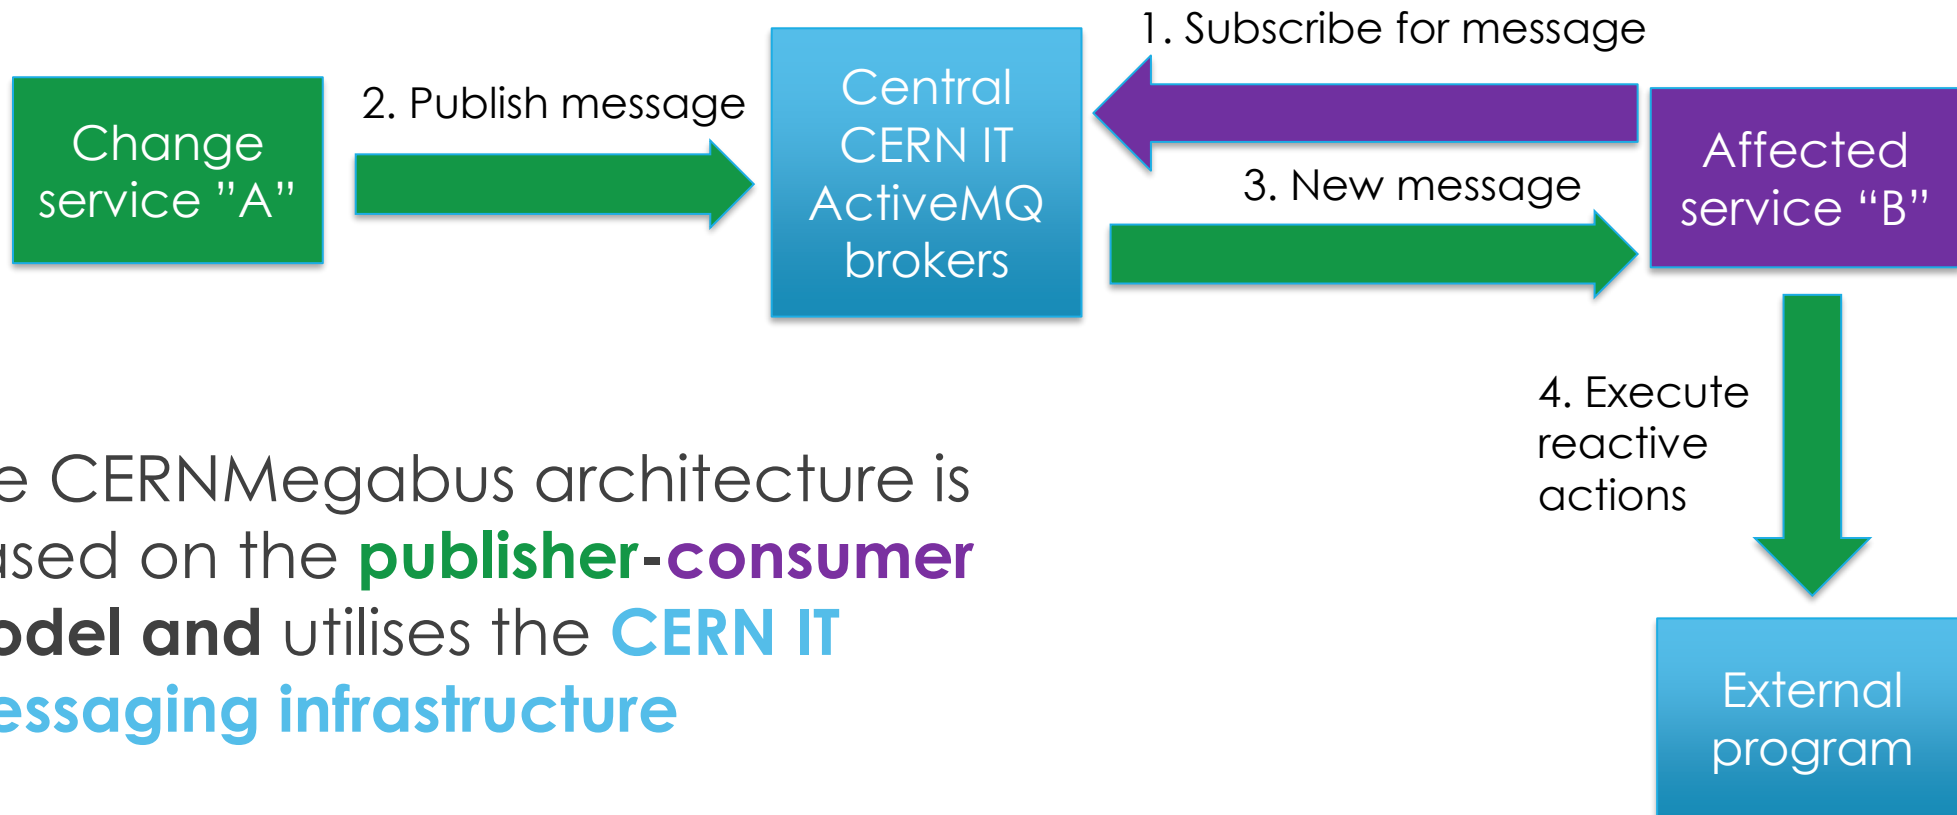 1. Subscribe for message
2. Publish message
Change
service ”A”
Central
CERN IT
ActiveMQ
brokers
3. New message
Affected
service “B”
4. Execute
reactive
actions
e CERNMegabus architecture is
ased on the publisher-consumer
odel and utilises the CERN IT
essaging infrastructure
External
program